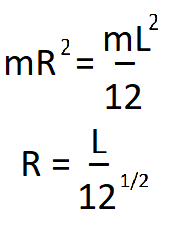 mR² = mL²/12
R = L/12^1/2